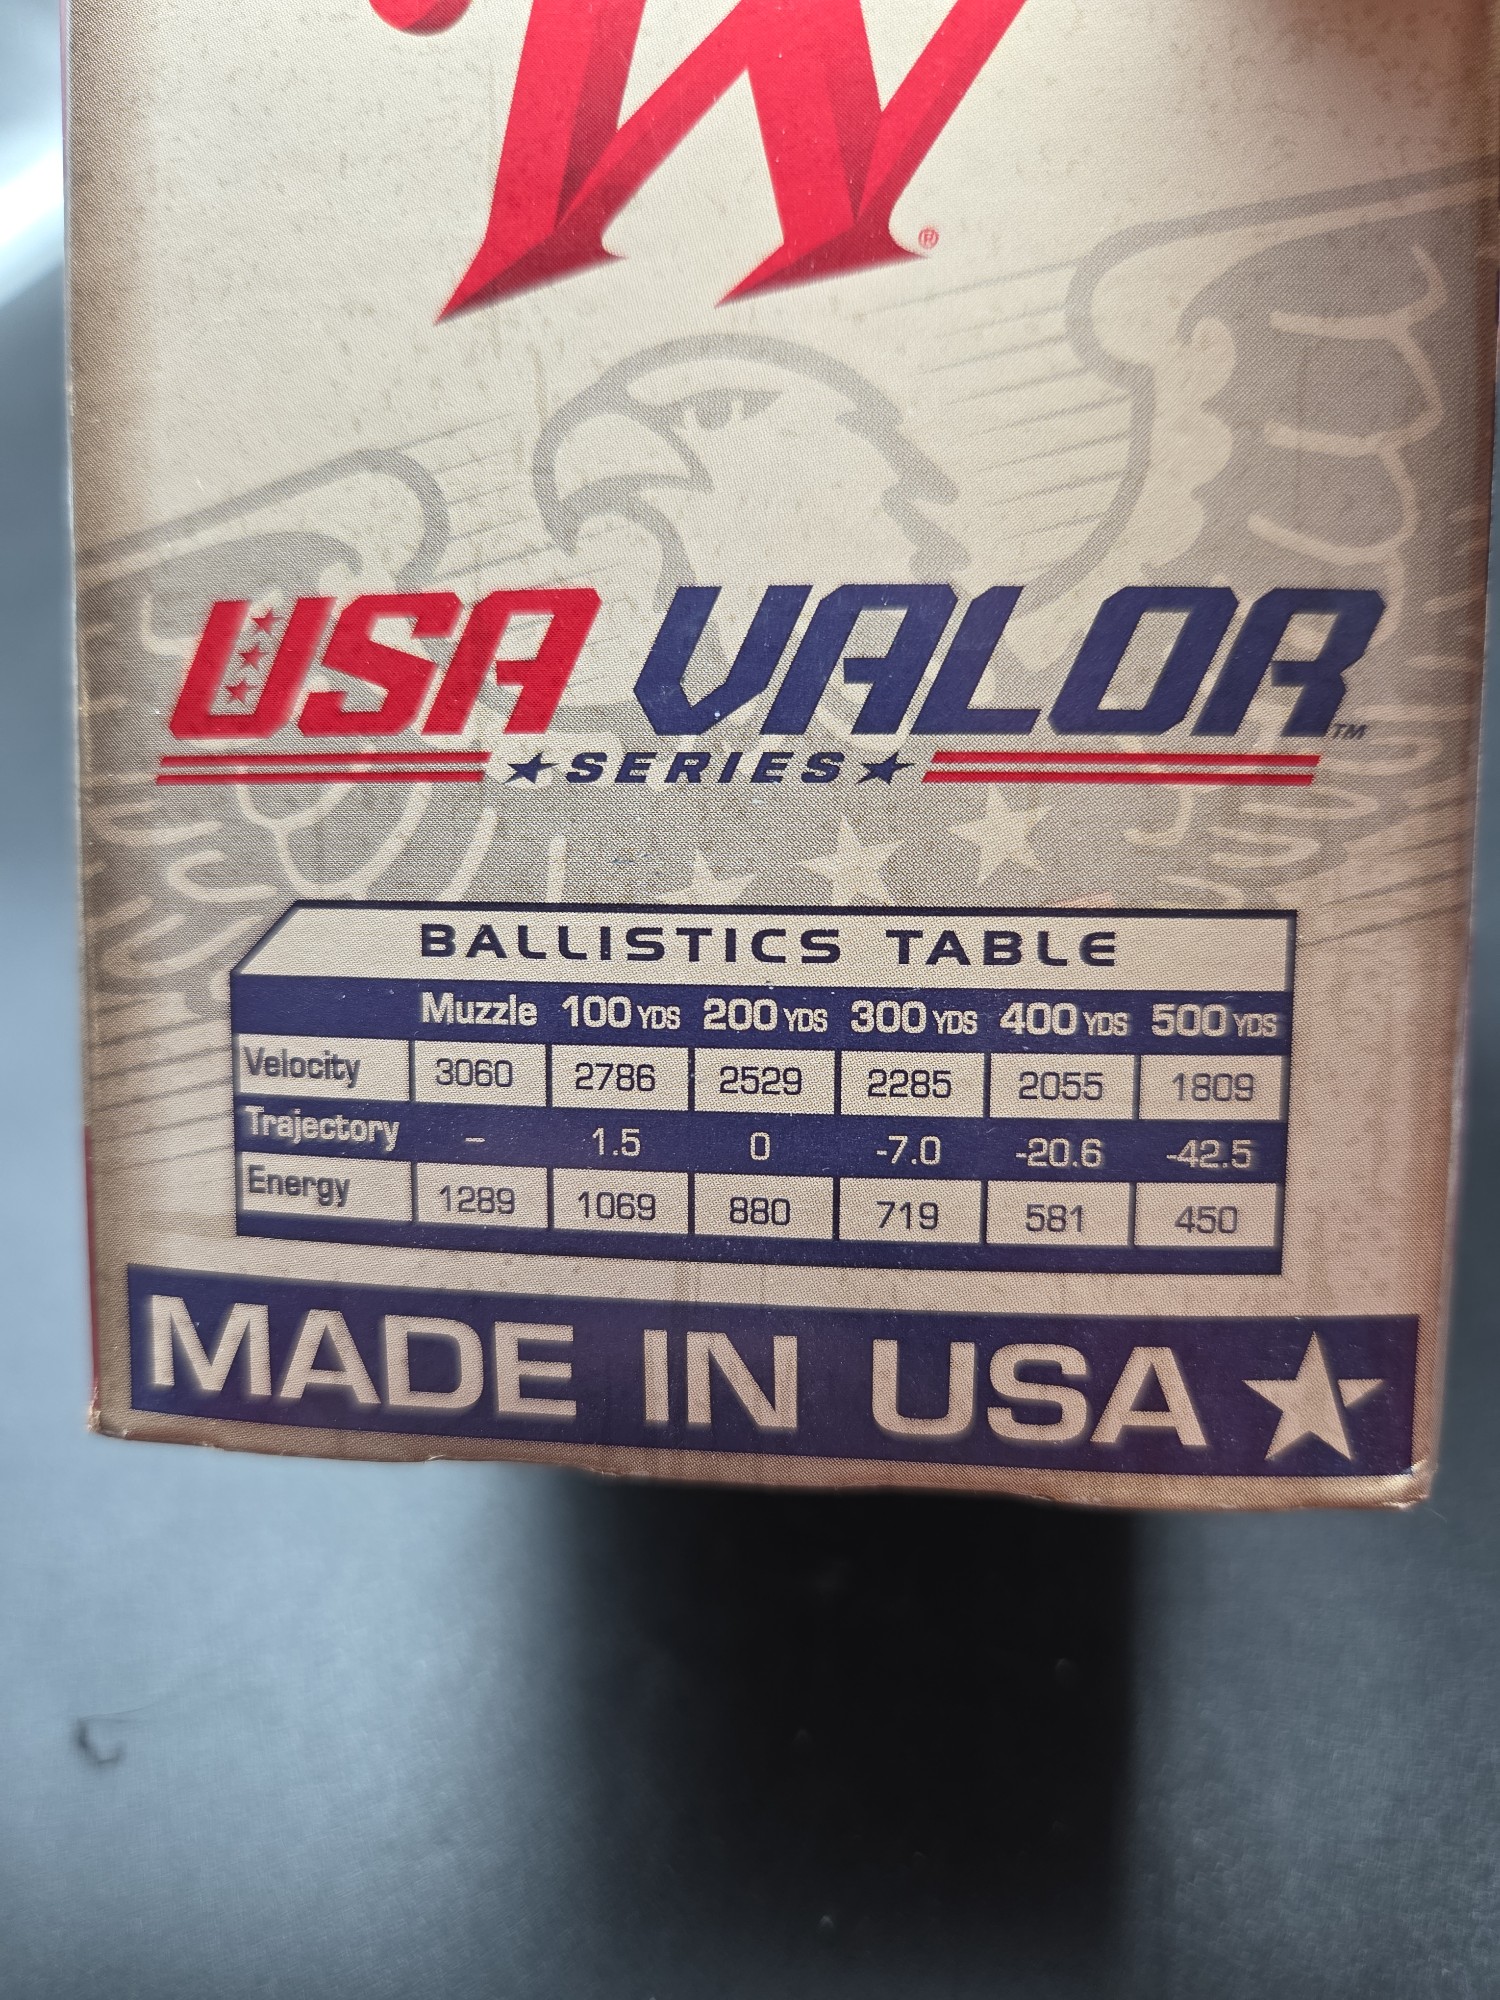 W®
USA VALOR™
SERIES
BALLISTICS TABLE
Muzzle 100 YDS 200 YDS 300 YDS 400 YDS 500 YDS
Velocity 3060 2786 2529 2285 2055 1809
Trajectory – 1.5 0 -7.0 -20.6 -42.5
Energy 1289 1069 880 719 581 450
MADE IN USA